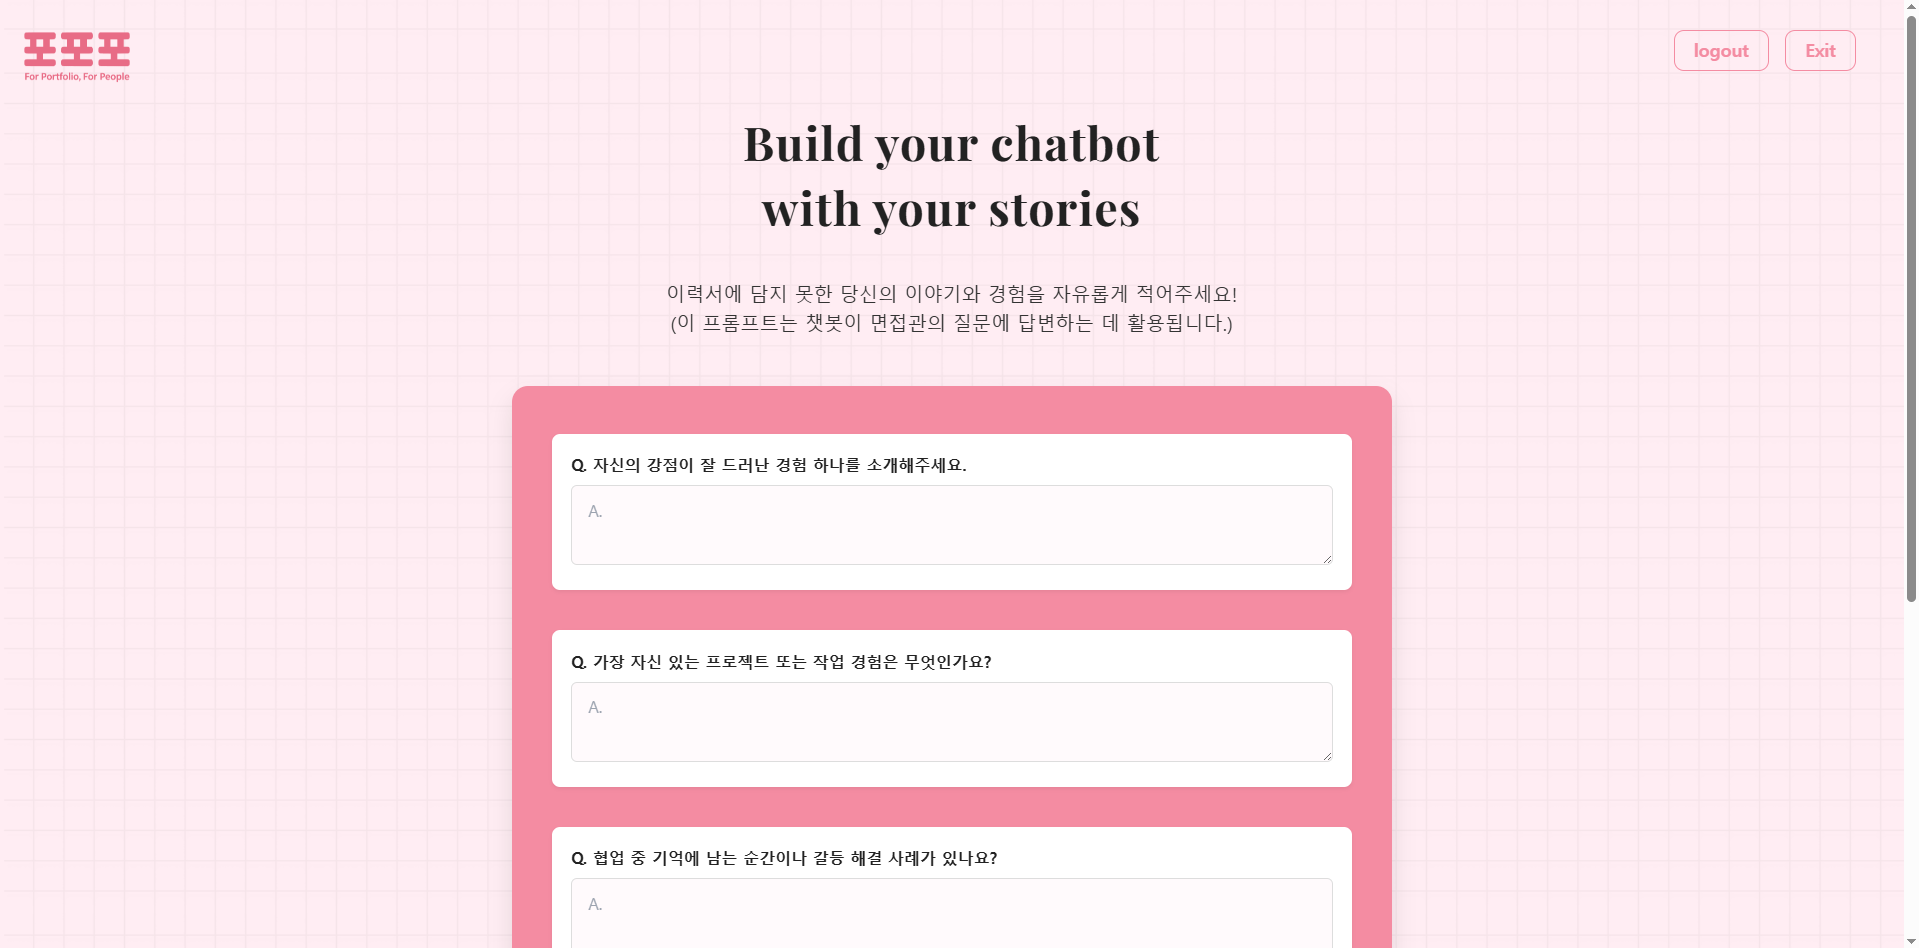 포포포
For Portfolio, For People
logout
Exit
Build your chatbot
with your stories
이력서에 담지 못한 당신의 이야기와 경험을 자유롭게 적어주세요!
(이 프롬프트는 챗봇이 면접관의 질문에 답변하는 데 활용됩니다.)
Q. 자신의 강점이 잘 드러난 경험 하나를 소개해주세요.
A.
Q. 가장 자신 있는 프로젝트 또는 작업 경험은 무엇인가요?
A.
Q. 협업 중 기억에 남는 순간이나 갈등 해결 사례가 있나요?
A.